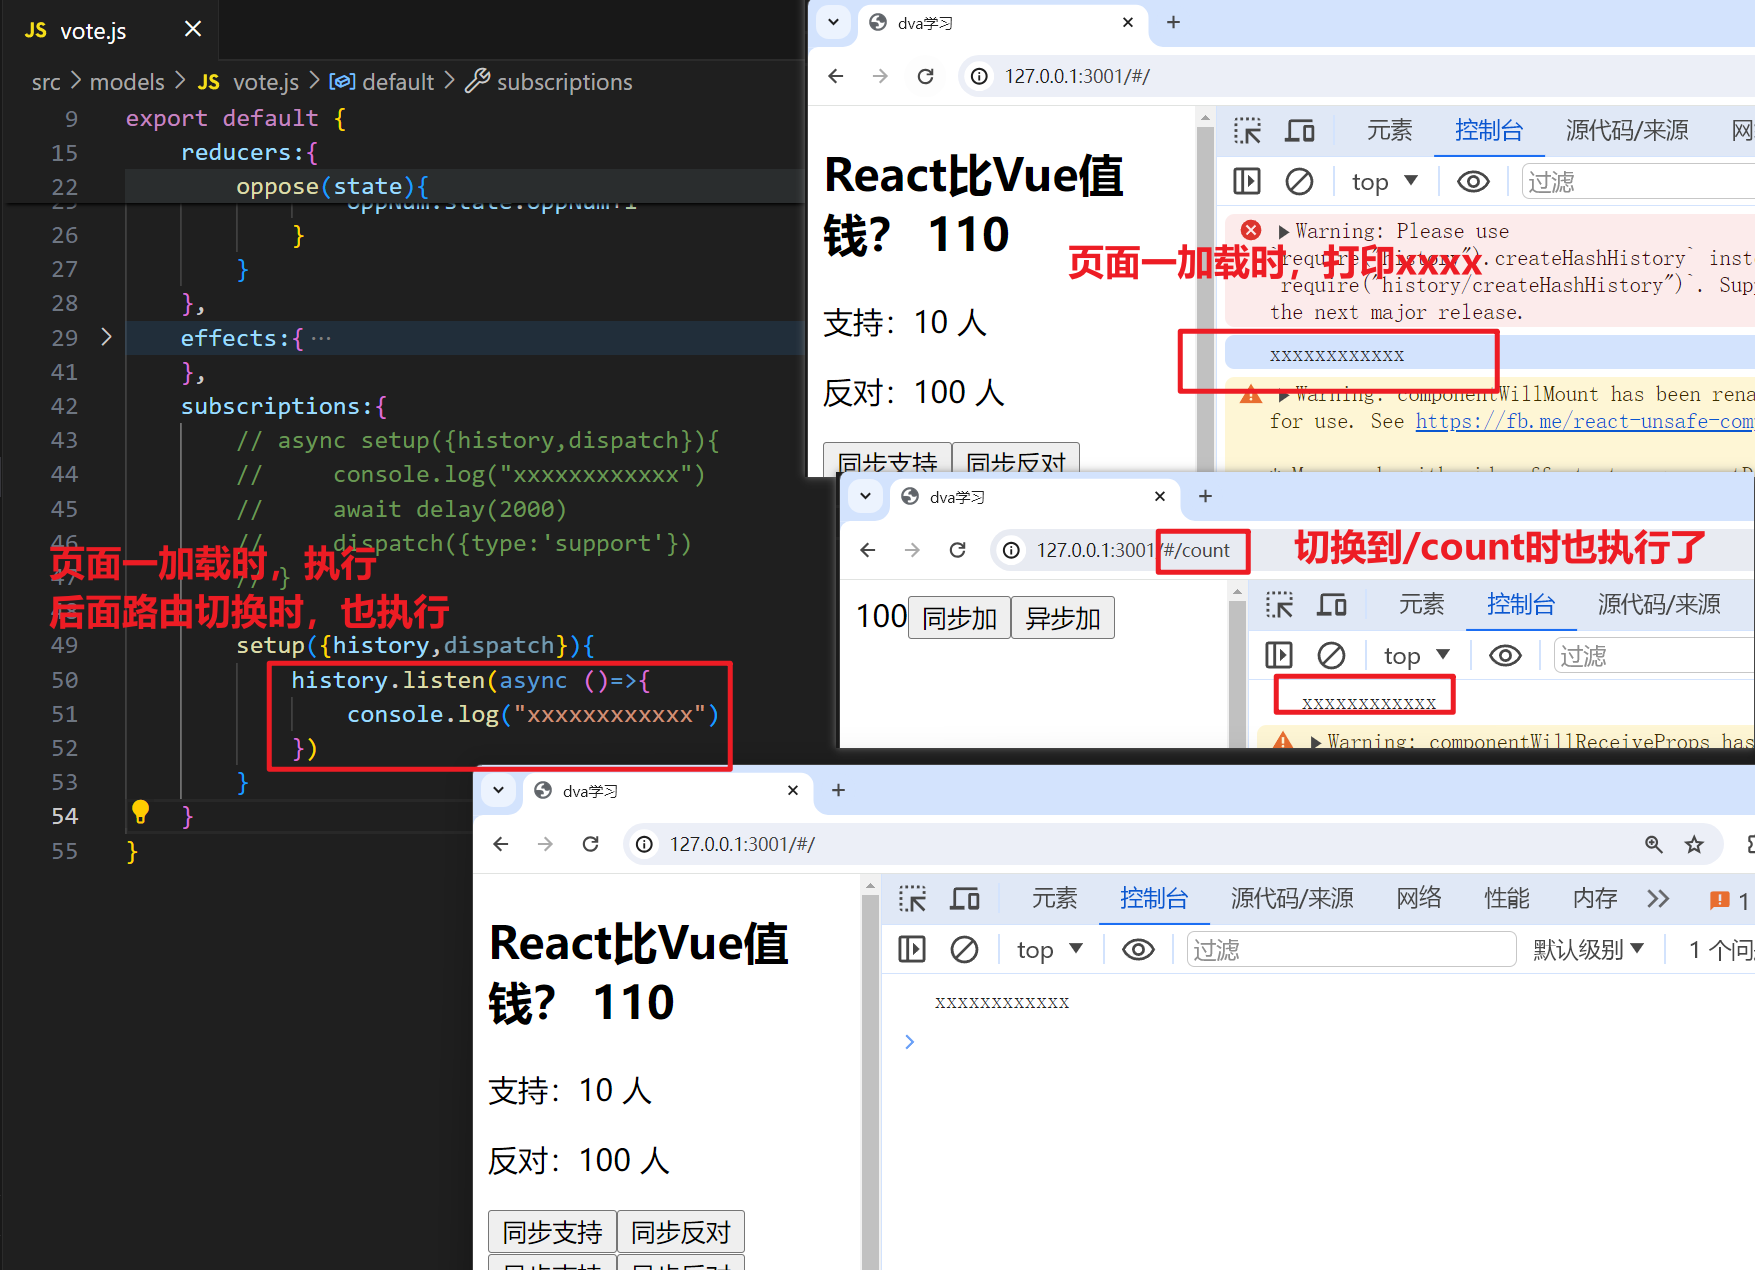 JS vote.js
src > models > JS vote.js > default > subscriptions
9 export default {
15 reducers:{
22 oppose(state){
25 oppNum:state.oppNum+1
26 }
27 }
28 },
29 effects:{ ···
41 },
42 subscriptions:{
43 // async setup({history,dispatch}){
44 //     console.log("xxxxxxxxxxxx")
45 //     await delay(2000)
46 //     dispatch({type:'support'})
47 // }
48
页面一加载时，执行
后面路由切换时，也执行
49 setup({history,dispatch}){
50 history.listen(async ()=>{
51 console.log("xxxxxxxxxxxx")
52 })
53 }
54 }
55 }
dva学习
127.0.0.1:3001/#/
React比Vue值
钱？ 110
支持：10 人
反对：100 人
同步支持 同步反对
元素 控制台 源代码/来源 网
top 过滤
Warning: Please use
`require("history").createHashHistory` inst
`require("history/createHashHistory")`. Sup
the next major release.
页面一加载时，打印xxxx
xxxxxxxxxxxx
Warning: componentWillMount has been rena
for use. See https://fb.me/react-unsafe-com
dva学习
127.0.0.1:3001/#/count
切换到/count时也执行了
100 同步加 异步加
元素 控制台 源代码/来源
top 过滤
xxxxxxxxxxxx
Warning: componentWillReceiveProps has
dva学习
127.0.0.1:3001/#/
React比Vue值
钱？ 110
支持：10 人
反对：100 人
同步支持 同步反对
元素 控制台 源代码/来源 网络 性能 内存 1
top 过滤 默认级别 1 个问
xxxxxxxxxxxx